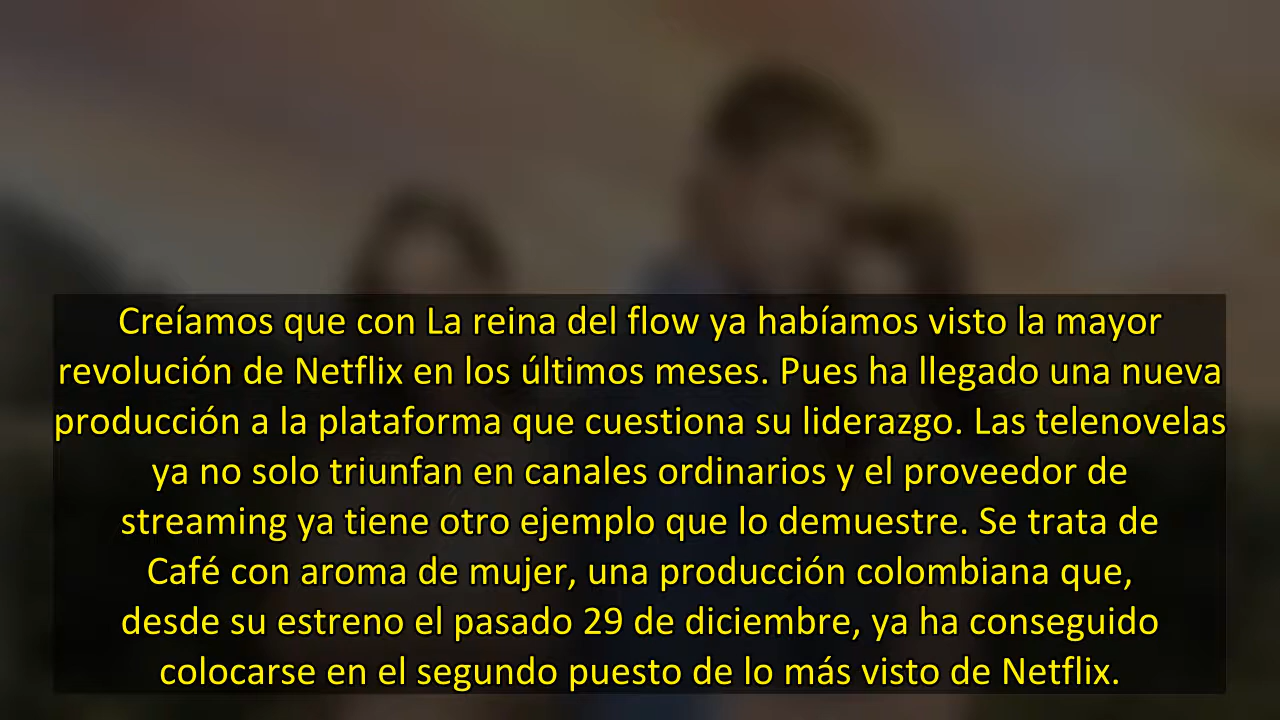 Creíamos que con La reina del flow ya habíamos visto la mayor
revolución de Netflix en los últimos meses. Pues ha llegado una nueva
producción a la plataforma que cuestiona su liderazgo. Las telenovelas
ya no solo triunfan en canales ordinarios y el proveedor de
streaming ya tiene otro ejemplo que lo demuestre. Se trata de
Café con aroma de mujer, una producción colombiana que,
desde su estreno el pasado 29 de diciembre, ya ha conseguido
colocarse en el segundo puesto de lo más visto de Netflix.